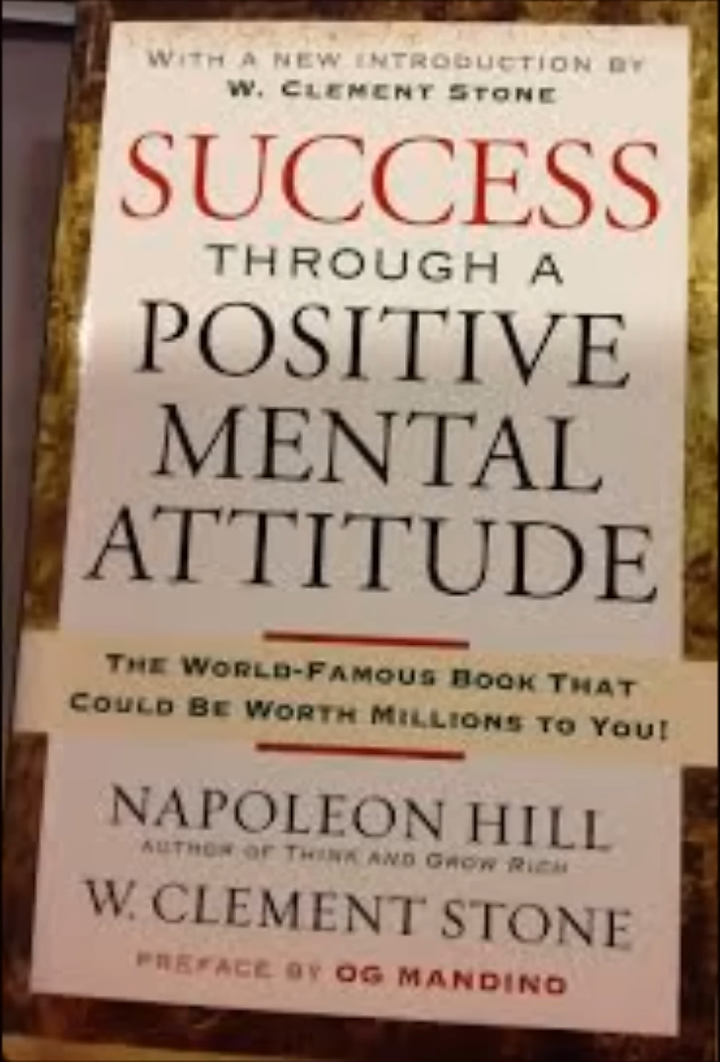 WITH A NEW INTRODUCTION BY
W. CLEMENT STONE
SUCCESS
THROUGH A
POSITIVE
MENTAL
ATTITUDE
THE WORLD-FAMOUS BOOK THAT
COULD BE WORTH MILLIONS TO YOU!
NAPOLEON HILL
AUTHOR OF THINK AND GROW RICH
W. CLEMENT STONE
PREFACE BY OG MANDINO